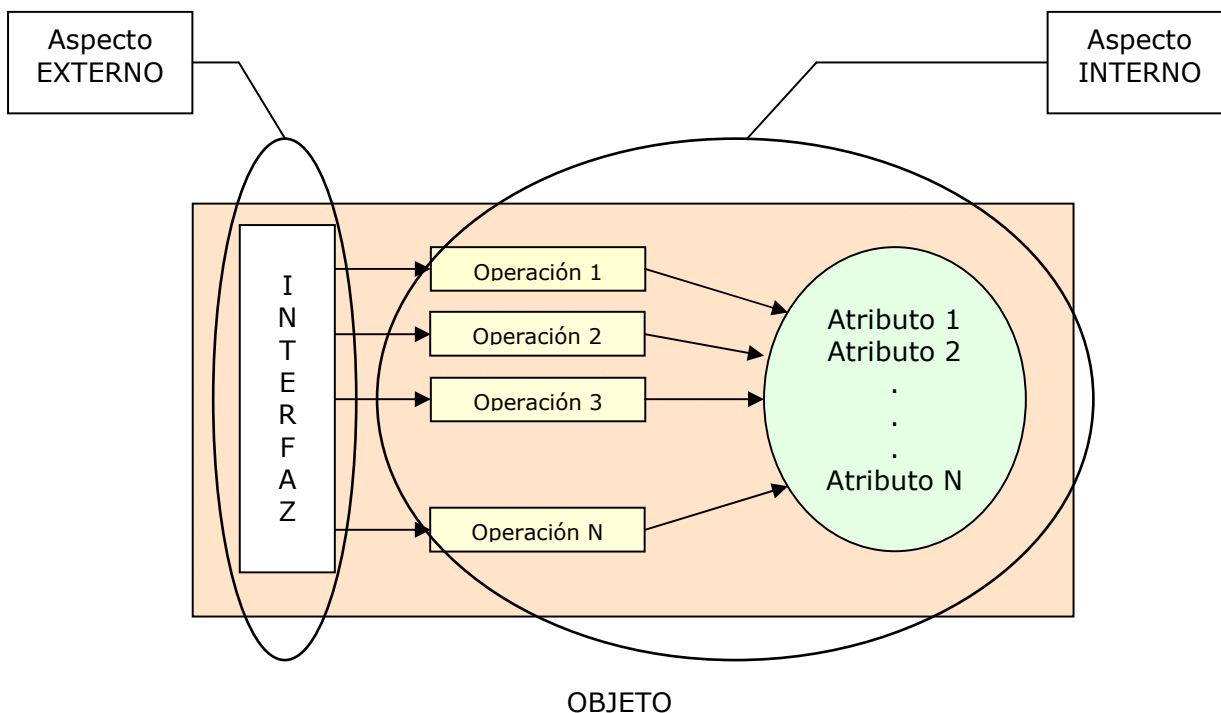 Aspecto
EXTERNO
Aspecto
INTERNO
I
N
T
E
R
F
A
Z
Operación 1
Operación 2
Operación 3
Operación N
Atributo 1
Atributo 2
.
.
.
Atributo N
OBJETO